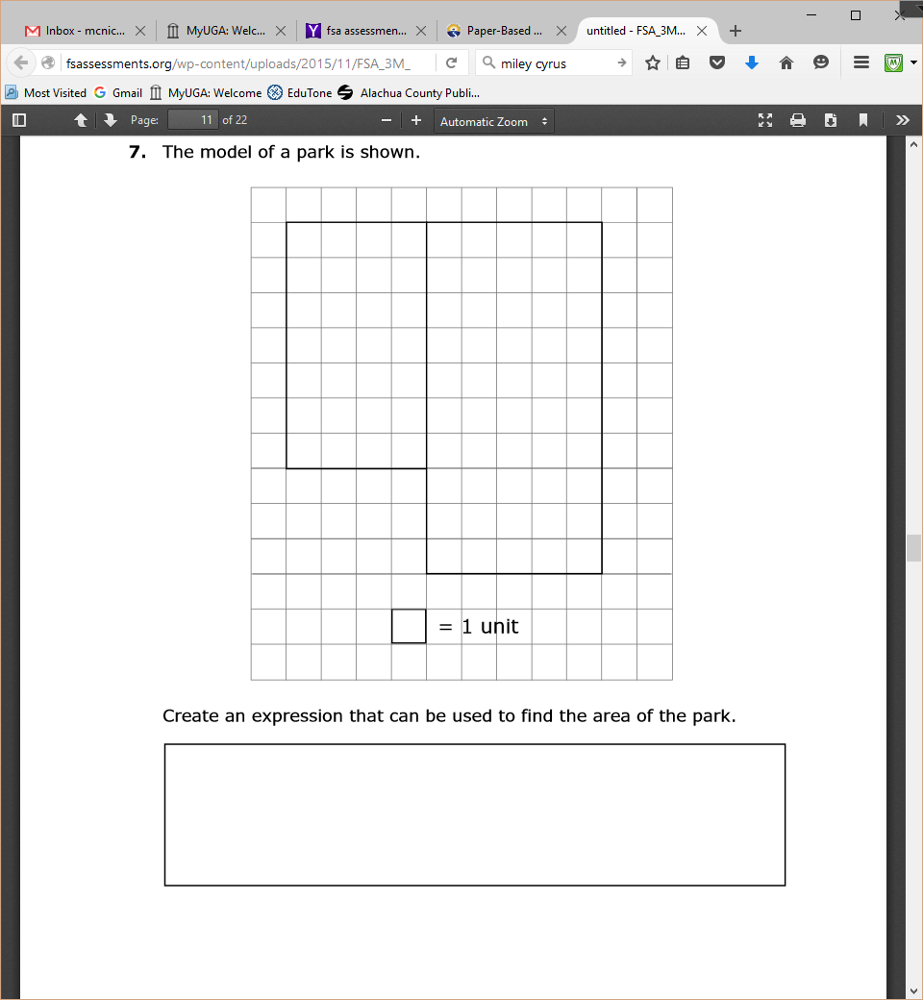 Inbox - mcnic... MyUGA: Welc... fsa assessmen... Paper-Based ... untitled - FSA_3M...
fsassessments.org/wp-content/uploads/2015/11/FSA_3M_ miley cyrus
Most Visited Gmail MyUGA: Welcome EduTone Alachua County Publi...
Page: 11 of 22 Automatic Zoom
7. The model of a park is shown.
= 1 unit
Create an expression that can be used to find the area of the park.